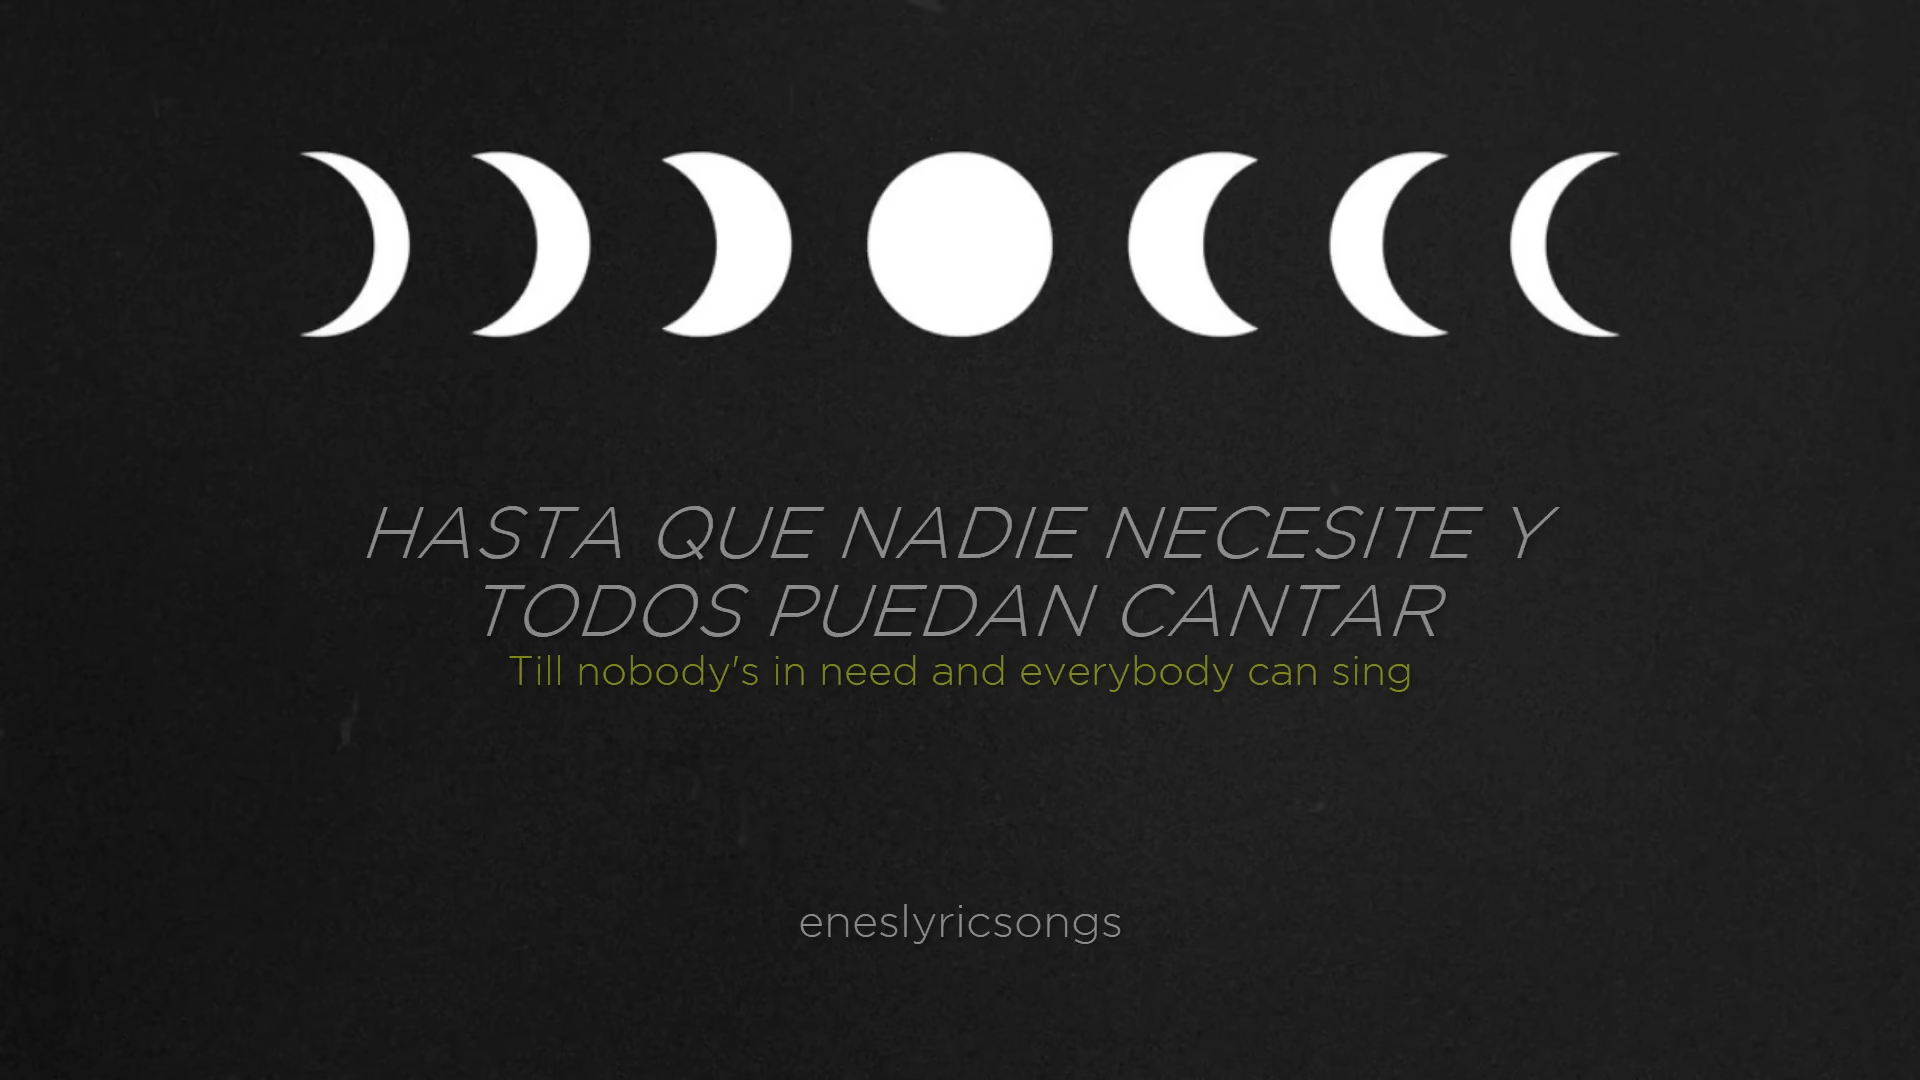 HASTA QUE NADIE NECESITE Y
TODOS PUEDAN CANTAR
Till nobody's in need and everybody can sing
eneslyricsongs